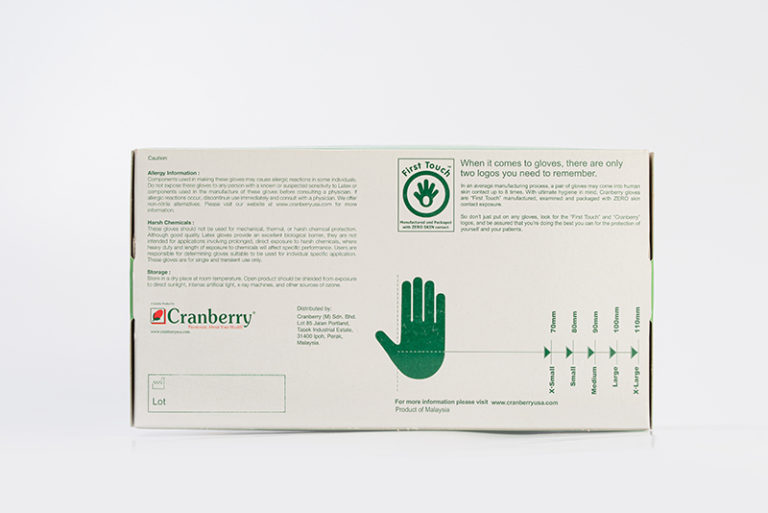 Caution
Allergy Information :
Components used in making these gloves may cause allergic reactions in some individuals.
Do not expose these gloves to any person with a known or suspected sensitivity to Latex or
components used in the manufacture of these gloves before consulting a physician. If
allergic reactions occur, discontinue use immediately and consult with a physician. We offer
non-nitrile alternatives. Please visit our website at www.cranberryusa.com for more
information.
Harsh Chemicals :
These gloves should not be used for mechanical, thermal, or harsh chemical protection.
Although good quality Latex gloves provide an excellent biological barrier, they are not
intended for applications involving prolonged, direct exposure to harsh chemicals, where
heavy duty and length of exposure to chemicals will affect specific performance. Users are
responsible for determining gloves suitable to be used for individual specific application.
These gloves are for single and transient use only.
Storage :
Store in a dry place at room temperature. Open product should be shielded from exposure
to direct sunlight, intense artificial light, x-ray machines, and other sources of ozone.
Cranberry®
Passionate About Your Health
www.cranberryusa.com
Distributed by:
Cranberry (M) Sdn. Bhd.
Lot 85 Jalan Portland,
Tasek Industrial Estate,
31400 Ipoh, Perak,
Malaysia.
Lot
First Touch
Manufactured and Packaged
with ZERO SKIN contact
When it comes to gloves, there are only
two logos you need to remember.
In an average manufacturing process, a pair of gloves may come into human
skin contact up to 8 times. With ultimate hygiene in mind, Cranberry gloves
are "First Touch" manufactured, examined and packaged with ZERO skin
contact exposure.
So don't just put on any gloves, look for the "First Touch" and "Cranberry"
logos, and be assured that you're doing the best you can for the protection of
yourself and your patients.
70mm
80mm
90mm
100mm
110mm
X-Small
Small
Medium
Large
X-Large
For more information please visit www.cranberryusa.com
Product of Malaysia